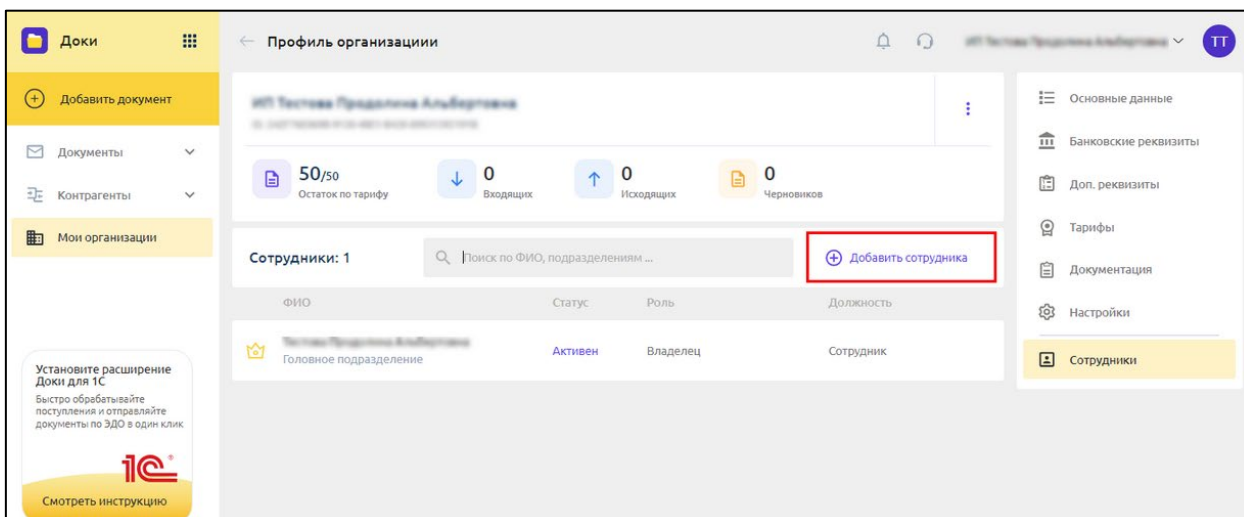 Доки
Профиль организациии
ТТ
Добавить документ
Документы
Контрагенты
Мои организации
50/50
Остаток по тарифу
0
Входящих
0
Исходящих
0
Черновиков
Сотрудники: 1
Поиск по ФИО, подразделениям ...
Добавить сотрудника
ФИО
Статус
Роль
Должность
Головное подразделение
Активен
Владелец
Сотрудник
Основные данные
Банковские реквизиты
Доп. реквизиты
Тарифы
Документация
Настройки
Сотрудники
Установите расширение
Доки для 1С
Быстро обрабатывайте
поступления и отправляйте
документы по ЭДО в один клик
1С
Смотреть инструкцию